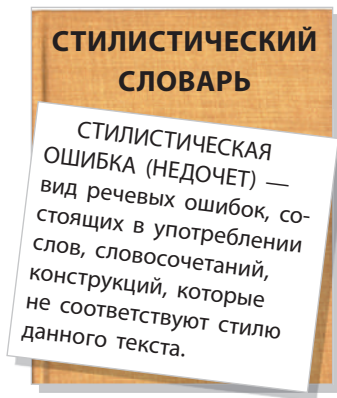 СТИЛИСТИЧЕСКИЙ
СЛОВАРЬ
СТИЛИСТИЧЕСКАЯ
ОШИБКА (НЕДОЧЕТ) —
вид речевых ошибок, со-
стоящих в употреблении
слов, словосочетаний,
конструкций, которые
не соответствуют стилю
данного текста.